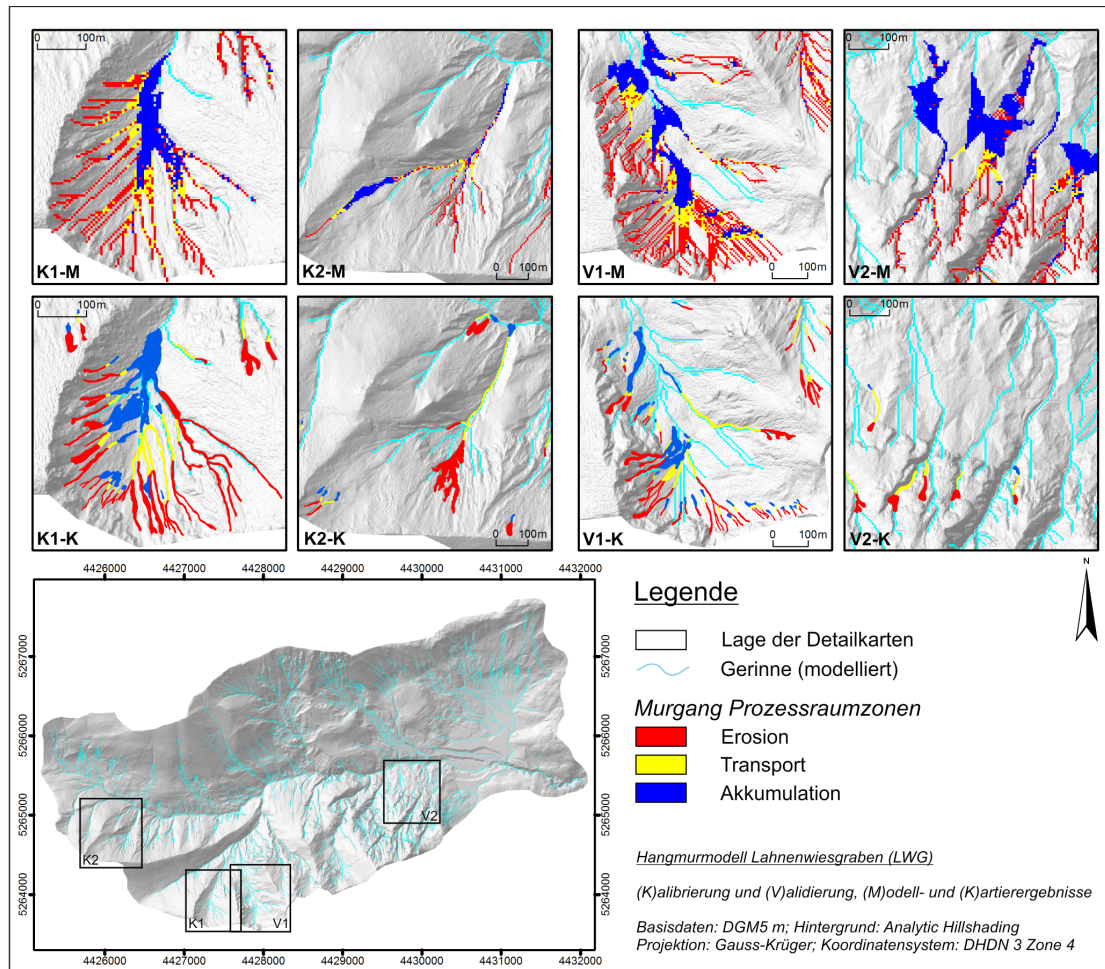 0 100m
K1-M
K2-M
0 100m
0 100m
V1-M
0 100m
V2-M
0 100m
0 100m
K1-K
K2-K
0 100m
V1-K
0 100m
V2-K
0 100m
0 100m
4426000 4427000 4428000 4429000 4430000 4431000 4432000
5267000
5266000
5265000
5264000
K2
K1
V1
V2
4426000 4427000 4428000 4429000 4430000 4431000 4432000
N
Legende
Lage der Detailkarten
Gerinne (modelliert)
Murgang Prozessraumzonen
Erosion
Transport
Akkumulation
Hangmurmodell Lahnenwiesgraben (LWG)
(K)alibrierung und (V)alidierung, (M)odell- und (K)artierergebnisse
Basisdaten: DGM5 m; Hintergrund: Analytic Hillshading
Projektion: Gauss-Krüger; Koordinatensystem: DHDN 3 Zone 4